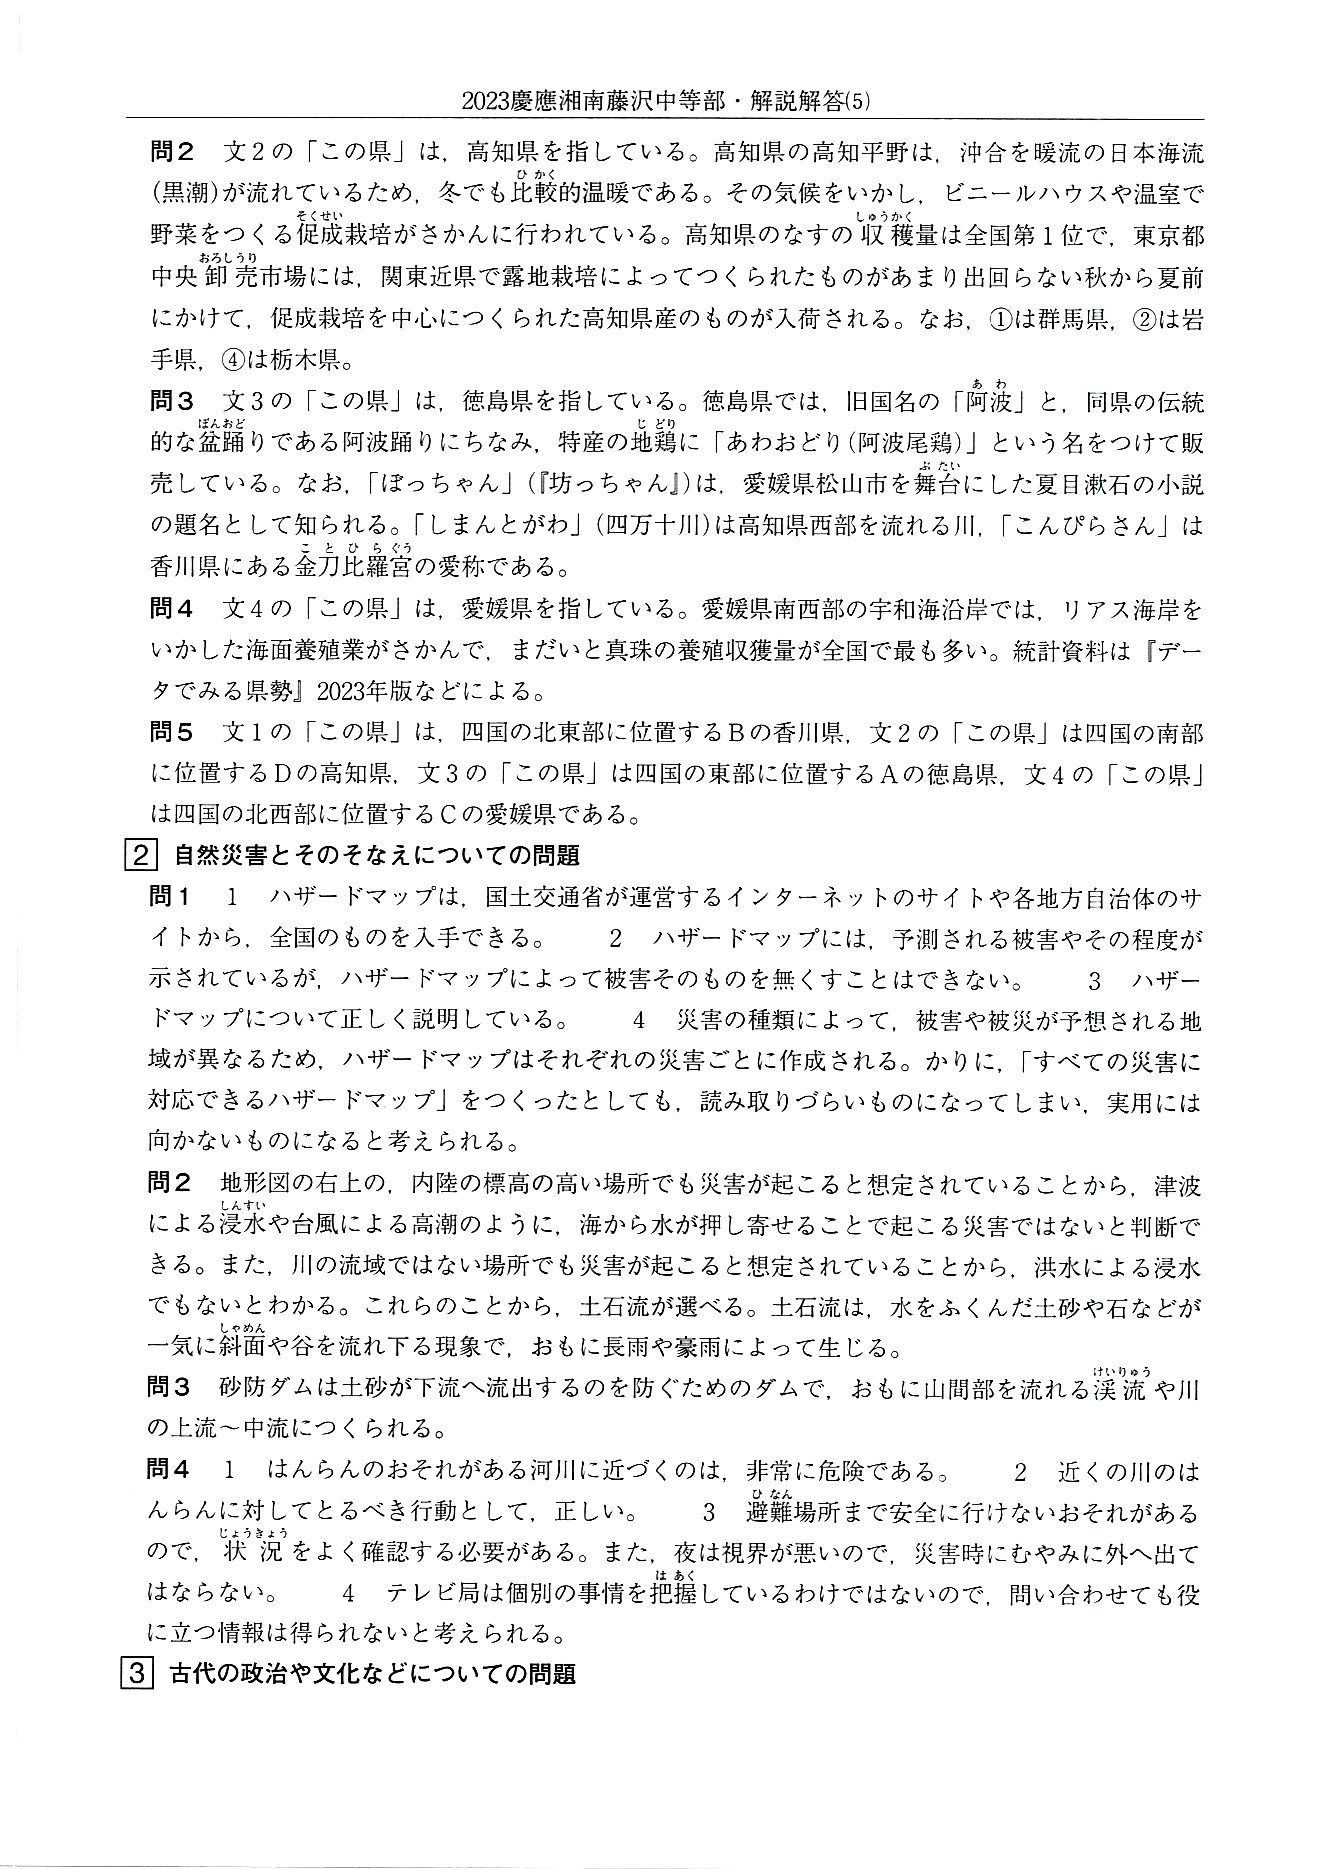 2023慶應湘南藤沢中等部・解説解答(5)
問2　文2の「この県」は，高知県を指している。高知県の高知平野は，沖合を暖流の日本海流
ひかく
(黒潮)が流れているため，冬でも比較的温暖である。その気候をいかし，ビニールハウスや温室で
そくせい　しゅうかく
野菜をつくる促成栽培がさかんに行われている。高知県のなすの収穫量は全国第1位で，東京都
おろしうり
中央卸売市場には，関東近県で露地栽培によってつくられたものがあまり出回らない秋から夏前
にかけて，促成栽培を中心につくられた高知県産のものが入荷される。なお，①は群馬県，②は岩
手県，④は栃木県。
あわ
問3　文3の「この県」は，徳島県を指している。徳島県では，旧国名の「阿波」と，同県の伝統
ぼんおど　じどり
的な盆踊りである阿波踊りにちなみ，特産の地鶏に「あわおどり(阿波尾鶏)」という名をつけて販
ぶたい
売している。なお，「ぼっちゃん」(『坊っちゃん』)は，愛媛県松山市を舞台にした夏目漱石の小説
の題名として知られる。「しまんとがわ」(四万十川)は高知県西部を流れる川，「こんぴらさん」は
ことひらぐう
香川県にある金刀比羅宮の愛称である。
問4　文4の「この県」は，愛媛県を指している。愛媛県南西部の宇和海沿岸では，リアス海岸を
いかした海面養殖業がさかんで，まだいと真珠の養殖収獲量が全国で最も多い。統計資料は『デー
タでみる県勢』2023年版などによる。
問5　文1の「この県」は，四国の北東部に位置するBの香川県，文2の「この県」は四国の南部
に位置するDの高知県，文3の「この県」は四国の東部に位置するAの徳島県，文4の「この県」
は四国の北西部に位置するCの愛媛県である。
2 自然災害とそのそなえについての問題
問1　1　ハザードマップは，国土交通省が運営するインターネットのサイトや各地方自治体のサ
イトから，全国のものを入手できる。　2　ハザードマップには，予測される被害やその程度が
示されているが，ハザードマップによって被害そのものを無くすことはできない。　3　ハザー
ドマップについて正しく説明している。　4　災害の種類によって，被害や被災が予想される地
域が異なるため，ハザードマップはそれぞれの災害ごとに作成される。かりに，「すべての災害に
対応できるハザードマップ」をつくったとしても，読み取りづらいものになってしまい，実用には
向かないものになると考えられる。
問2　地形図の右上の，内陸の標高の高い場所でも災害が起こると想定されていることから，津波
しんすい
による浸水や台風による高潮のように，海から水が押し寄せることで起こる災害ではないと判断で
きる。また，川の流域ではない場所でも災害が起こると想定されていることから，洪水による浸水
でもないとわかる。これらのことから，土石流が選べる。土石流は，水をふくんだ土砂や石などが
しゃめん
一気に斜面や谷を流れ下る現象で，おもに長雨や豪雨によって生じる。
けいりゅう
問3　砂防ダムは土砂が下流へ流出するのを防ぐためのダムで，おもに山間部を流れる渓流や川
の上流〜中流につくられる。
問4　1　はんらんのおそれがある河川に近づくのは，非常に危険である。　2　近くの川のは
ひなん
んらんに対してとるべき行動として，正しい。　3　避難場所まで安全に行けないおそれがある
じょうきょう
ので，状況をよく確認する必要がある。また，夜は視界が悪いので，災害時にむやみに外へ出て
はあく
はならない。　4　テレビ局は個別の事情を把握しているわけではないので，問い合わせても役
に立つ情報は得られないと考えられる。
3 古代の政治や文化などについての問題